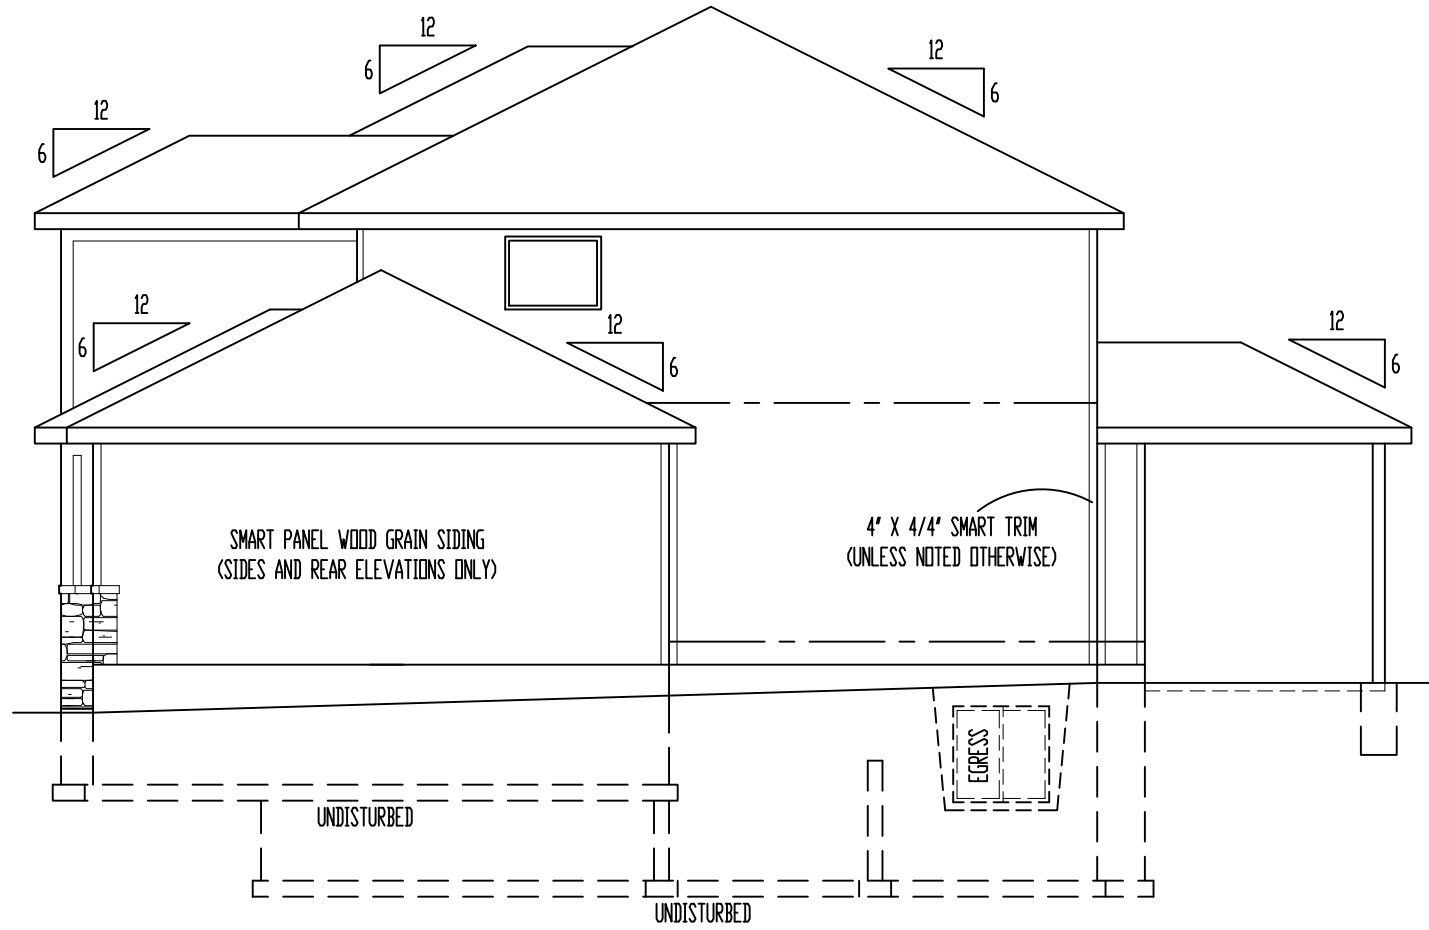 12
6
12
6
12
6
12
6
12
6
12
6
SMART PANEL WOOD GRAIN SIDING
(SIDES AND REAR ELEVATIONS ONLY)
4" X 4/4" SMART TRIM
(UNLESS NOTED OTHERWISE)
EGRESS
UNDISTURBED
UNDISTURBED